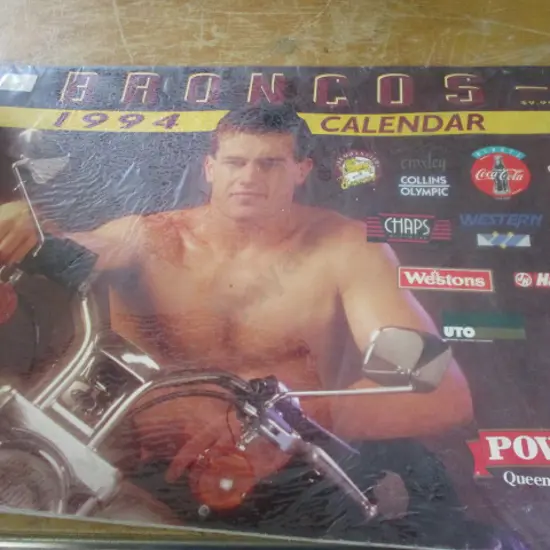 BRONCOS
1994 CALENDAR
COLLINS
OLYMPIC
Coca-Cola
CHAPS
WESTERN
Westons
H
UTO
POW
Queen